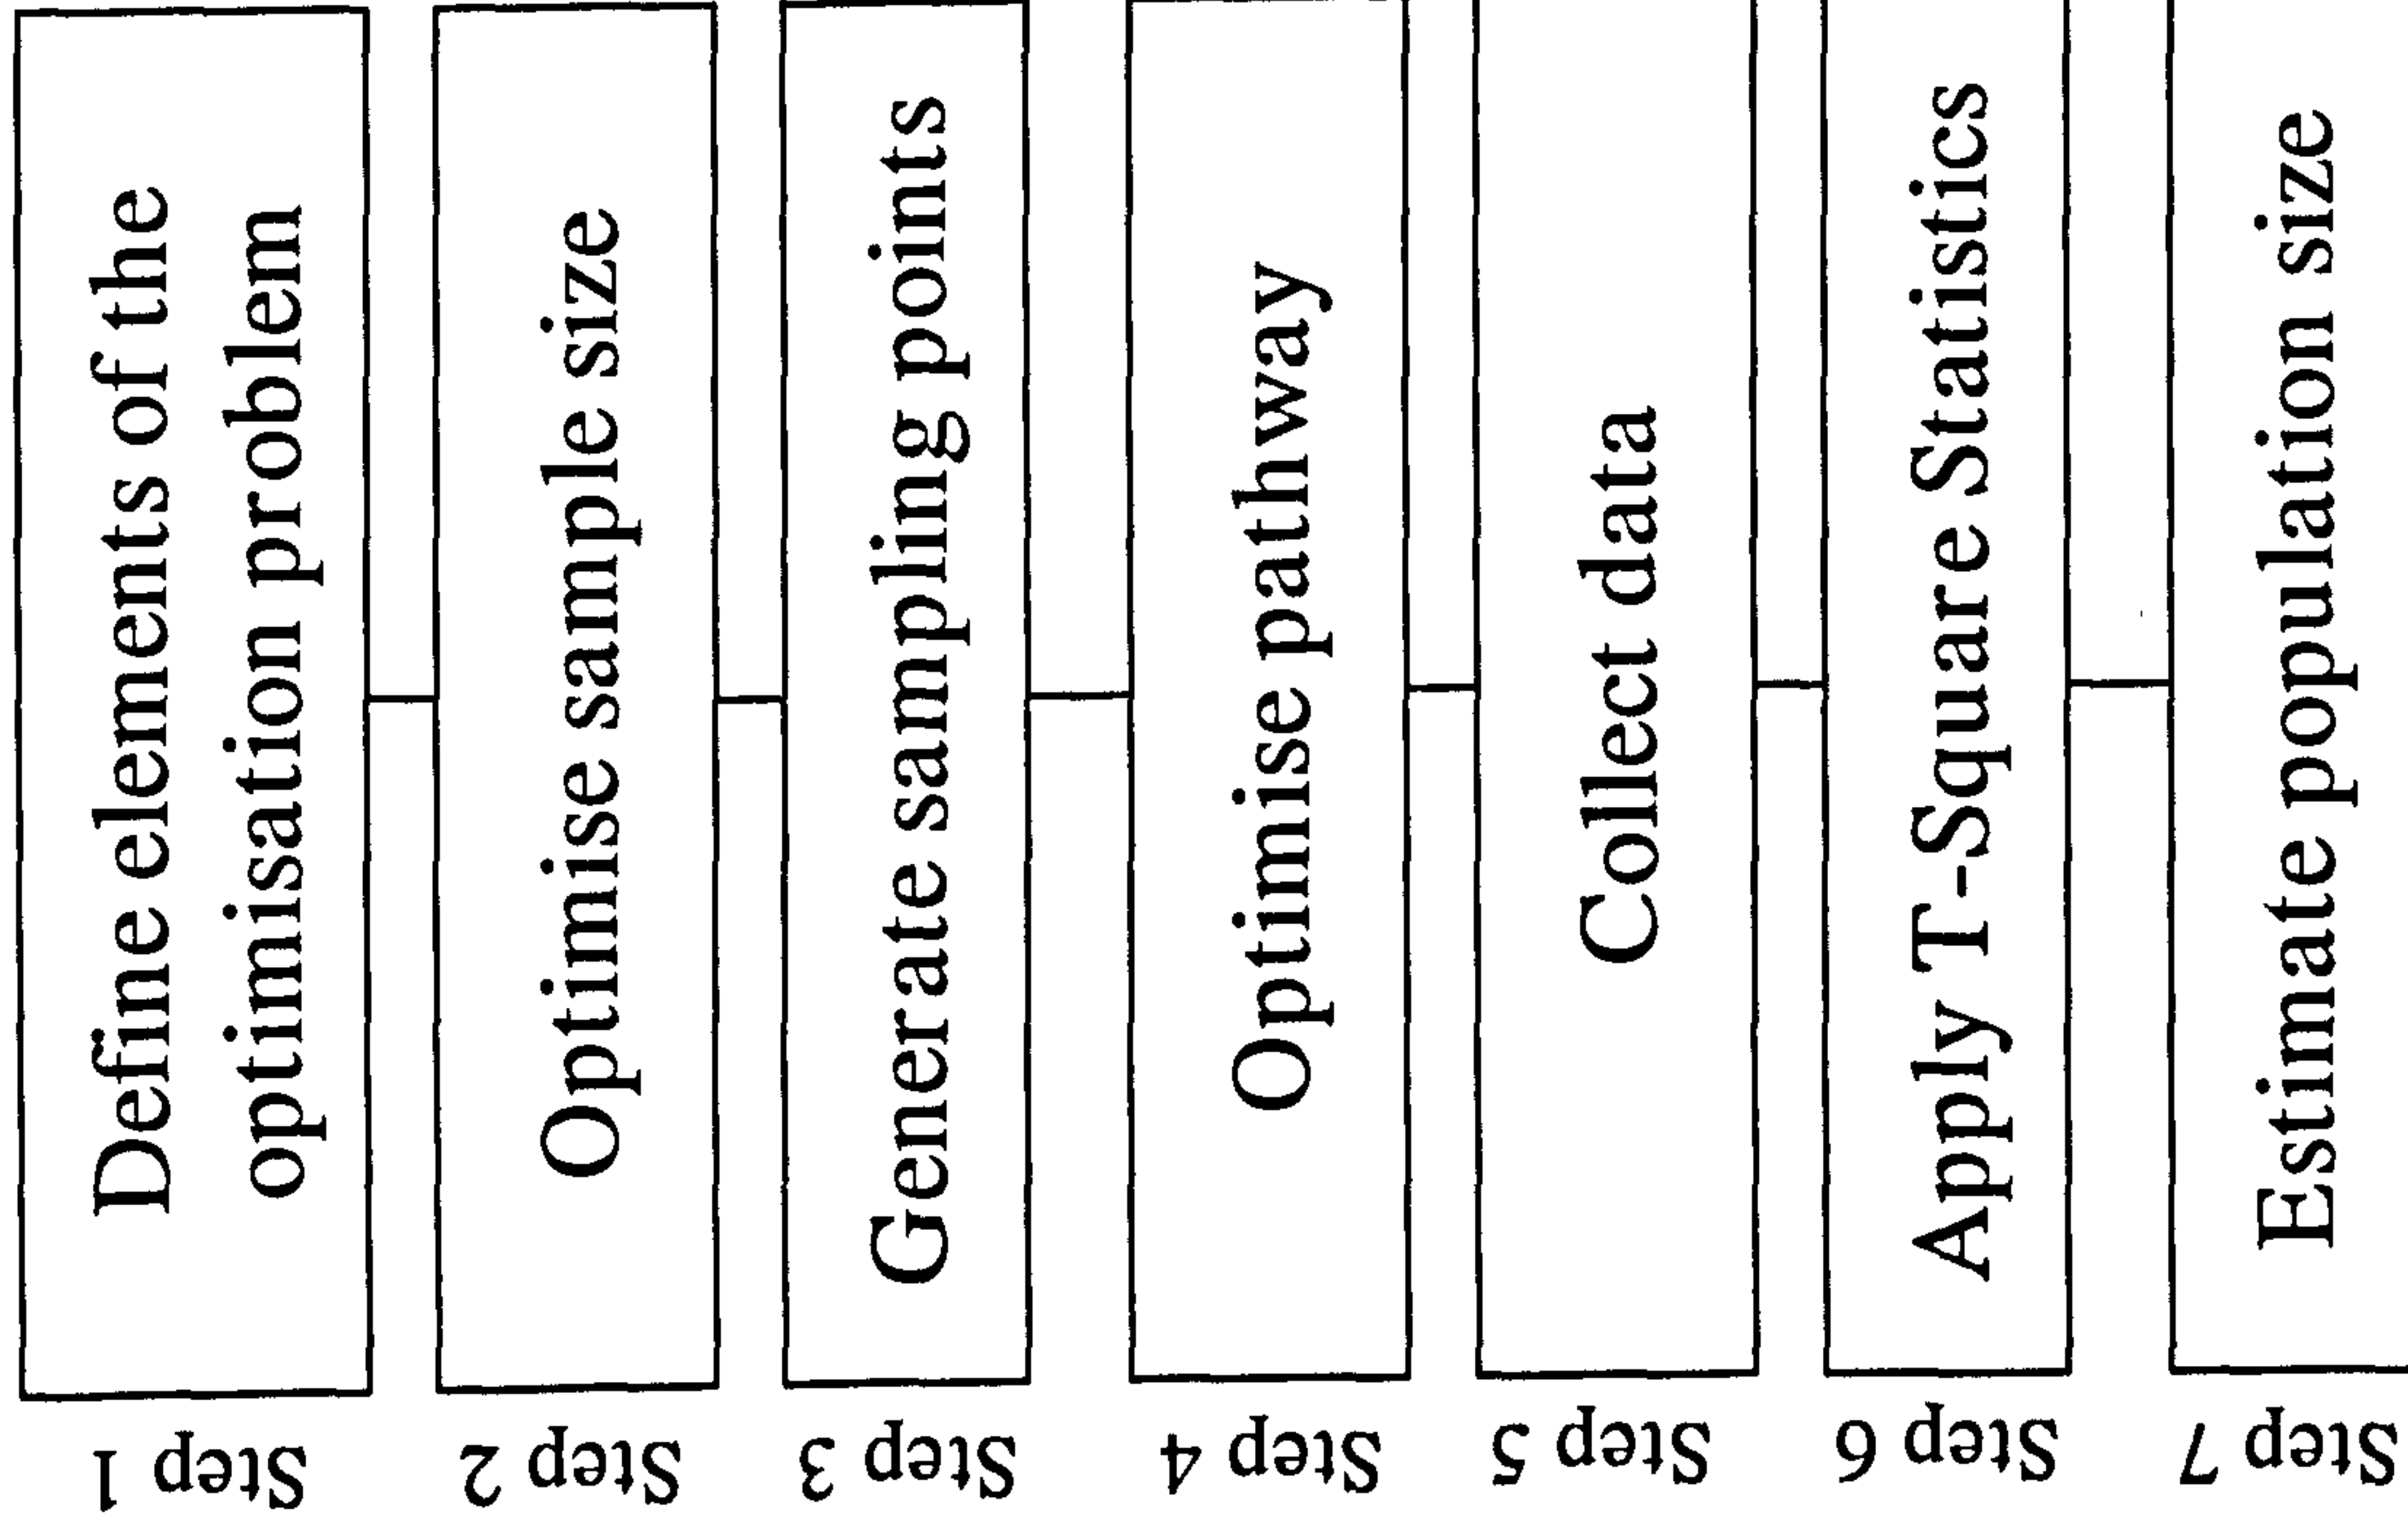 Step 1
Define elements of the
optimisation problem
Step 2
Optimise sample size
Step 3
Generate sampling points
Step 4
Optimise pathway
Step 5
Collect data
Step 6
Apply T-Square Statistics
Step 7
Estimate population size